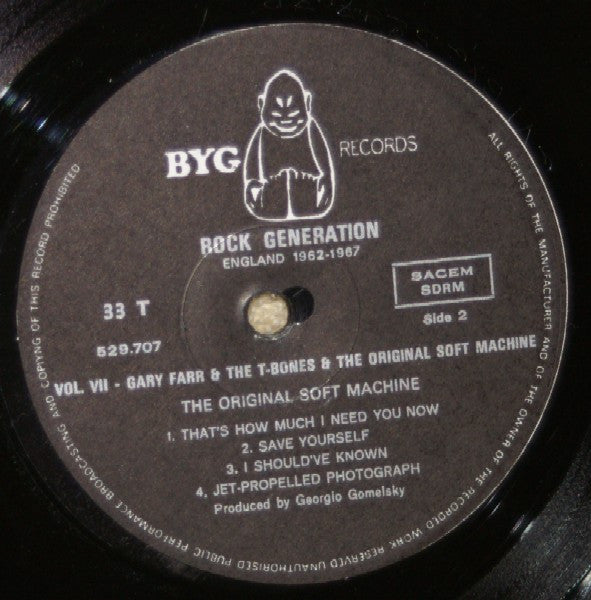 BYG RECORDS
ROCK GENERATION
ENGLAND 1962-1967
33 T
529.707
SACEM
SDRM
Side 2
VOL. VII - GARY FARR & THE T-BONES & THE ORIGINAL SOFT MACHINE
THE ORIGINAL SOFT MACHINE
1. THAT'S HOW MUCH I NEED YOU NOW
2. SAVE YOURSELF
3. I SHOULD'VE KNOWN
4. JET-PROPELLED PHOTOGRAPH
Produced by Georgio Gomelsky
ALL RIGHTS OF THE MANUFACTURER AND OF THE OWNER OF THE RECORDED WORK RESERVED UNAUTHORISED PUBLIC PERFORMANCE BROADCASTING AND COPYING OF THIS RECORD PROHIBITED